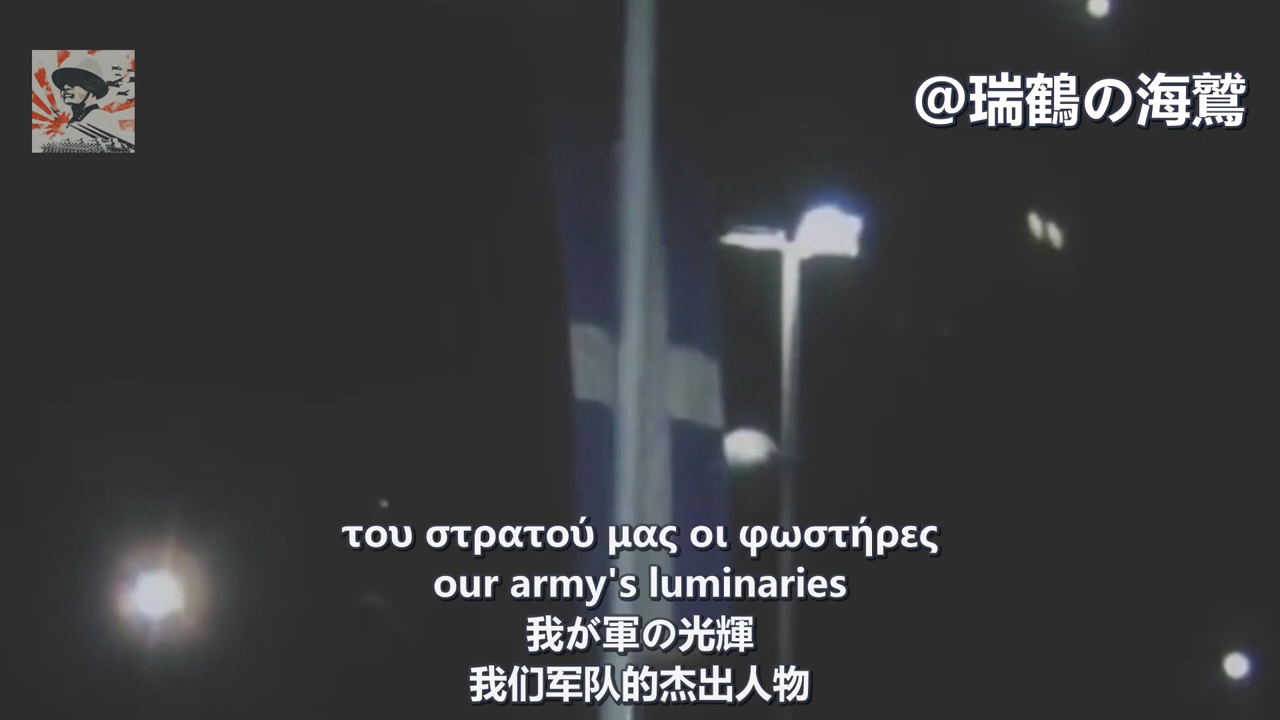 @瑞鶴の海鷲
του στρατού μας οι φωστήρες
our army's luminaries
我が軍の光輝
我们军队的杰出人物